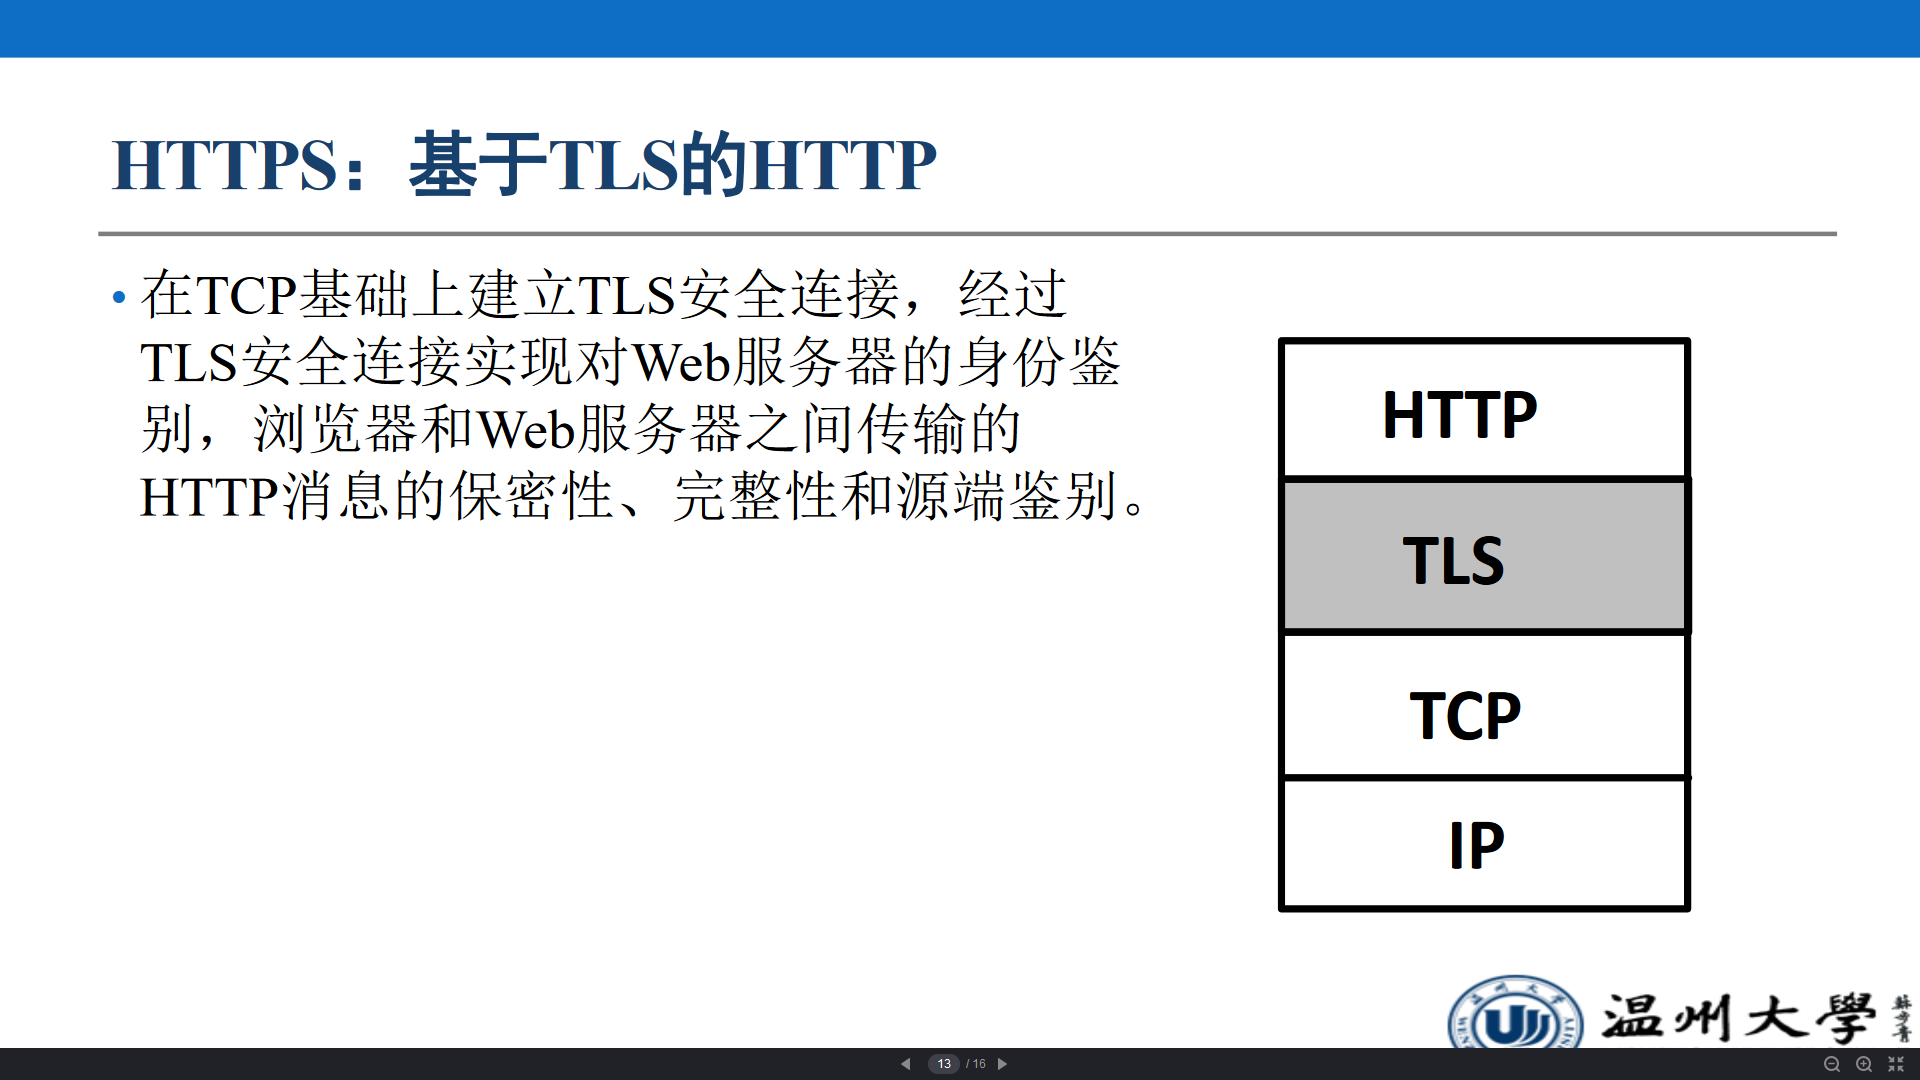 HTTPS：基于TLS的HTTP
• 在TCP基础上建立TLS安全连接，经过
TLS安全连接实现对Web服务器的身份鉴
别，浏览器和Web服务器之间传输的
HTTP消息的保密性、完整性和源端鉴别。
HTTP
TLS
TCP
IP
温州大學
13 / 16